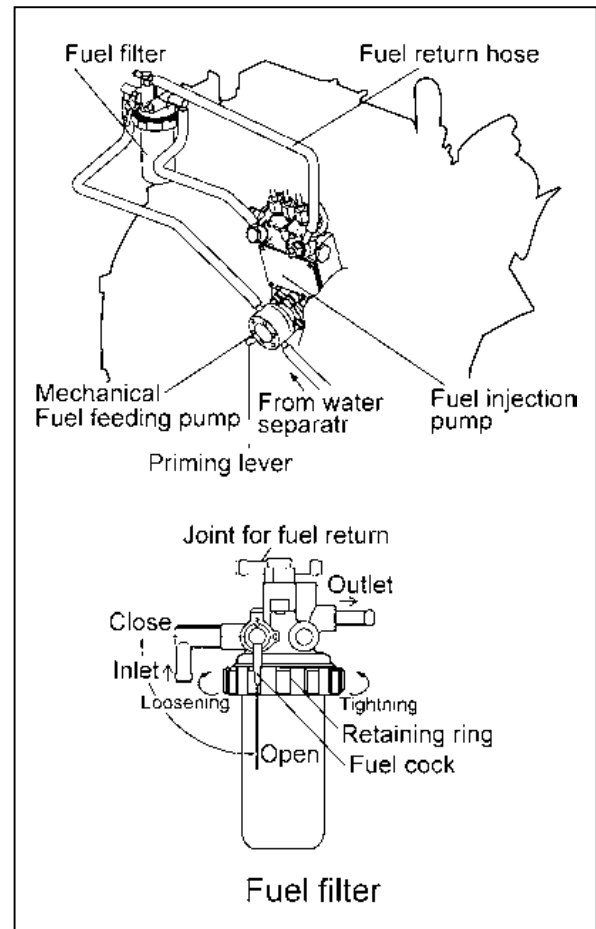 Fuel filter
Fuel return hose
Mechanical
Fuel feeding pump
From water
separatr
Fuel injection
pump
Priming lever
Joint for fuel return
Outlet
Close
Inlet
Loosening
Tightning
Retaining ring
Open
Fuel cock
Fuel filter